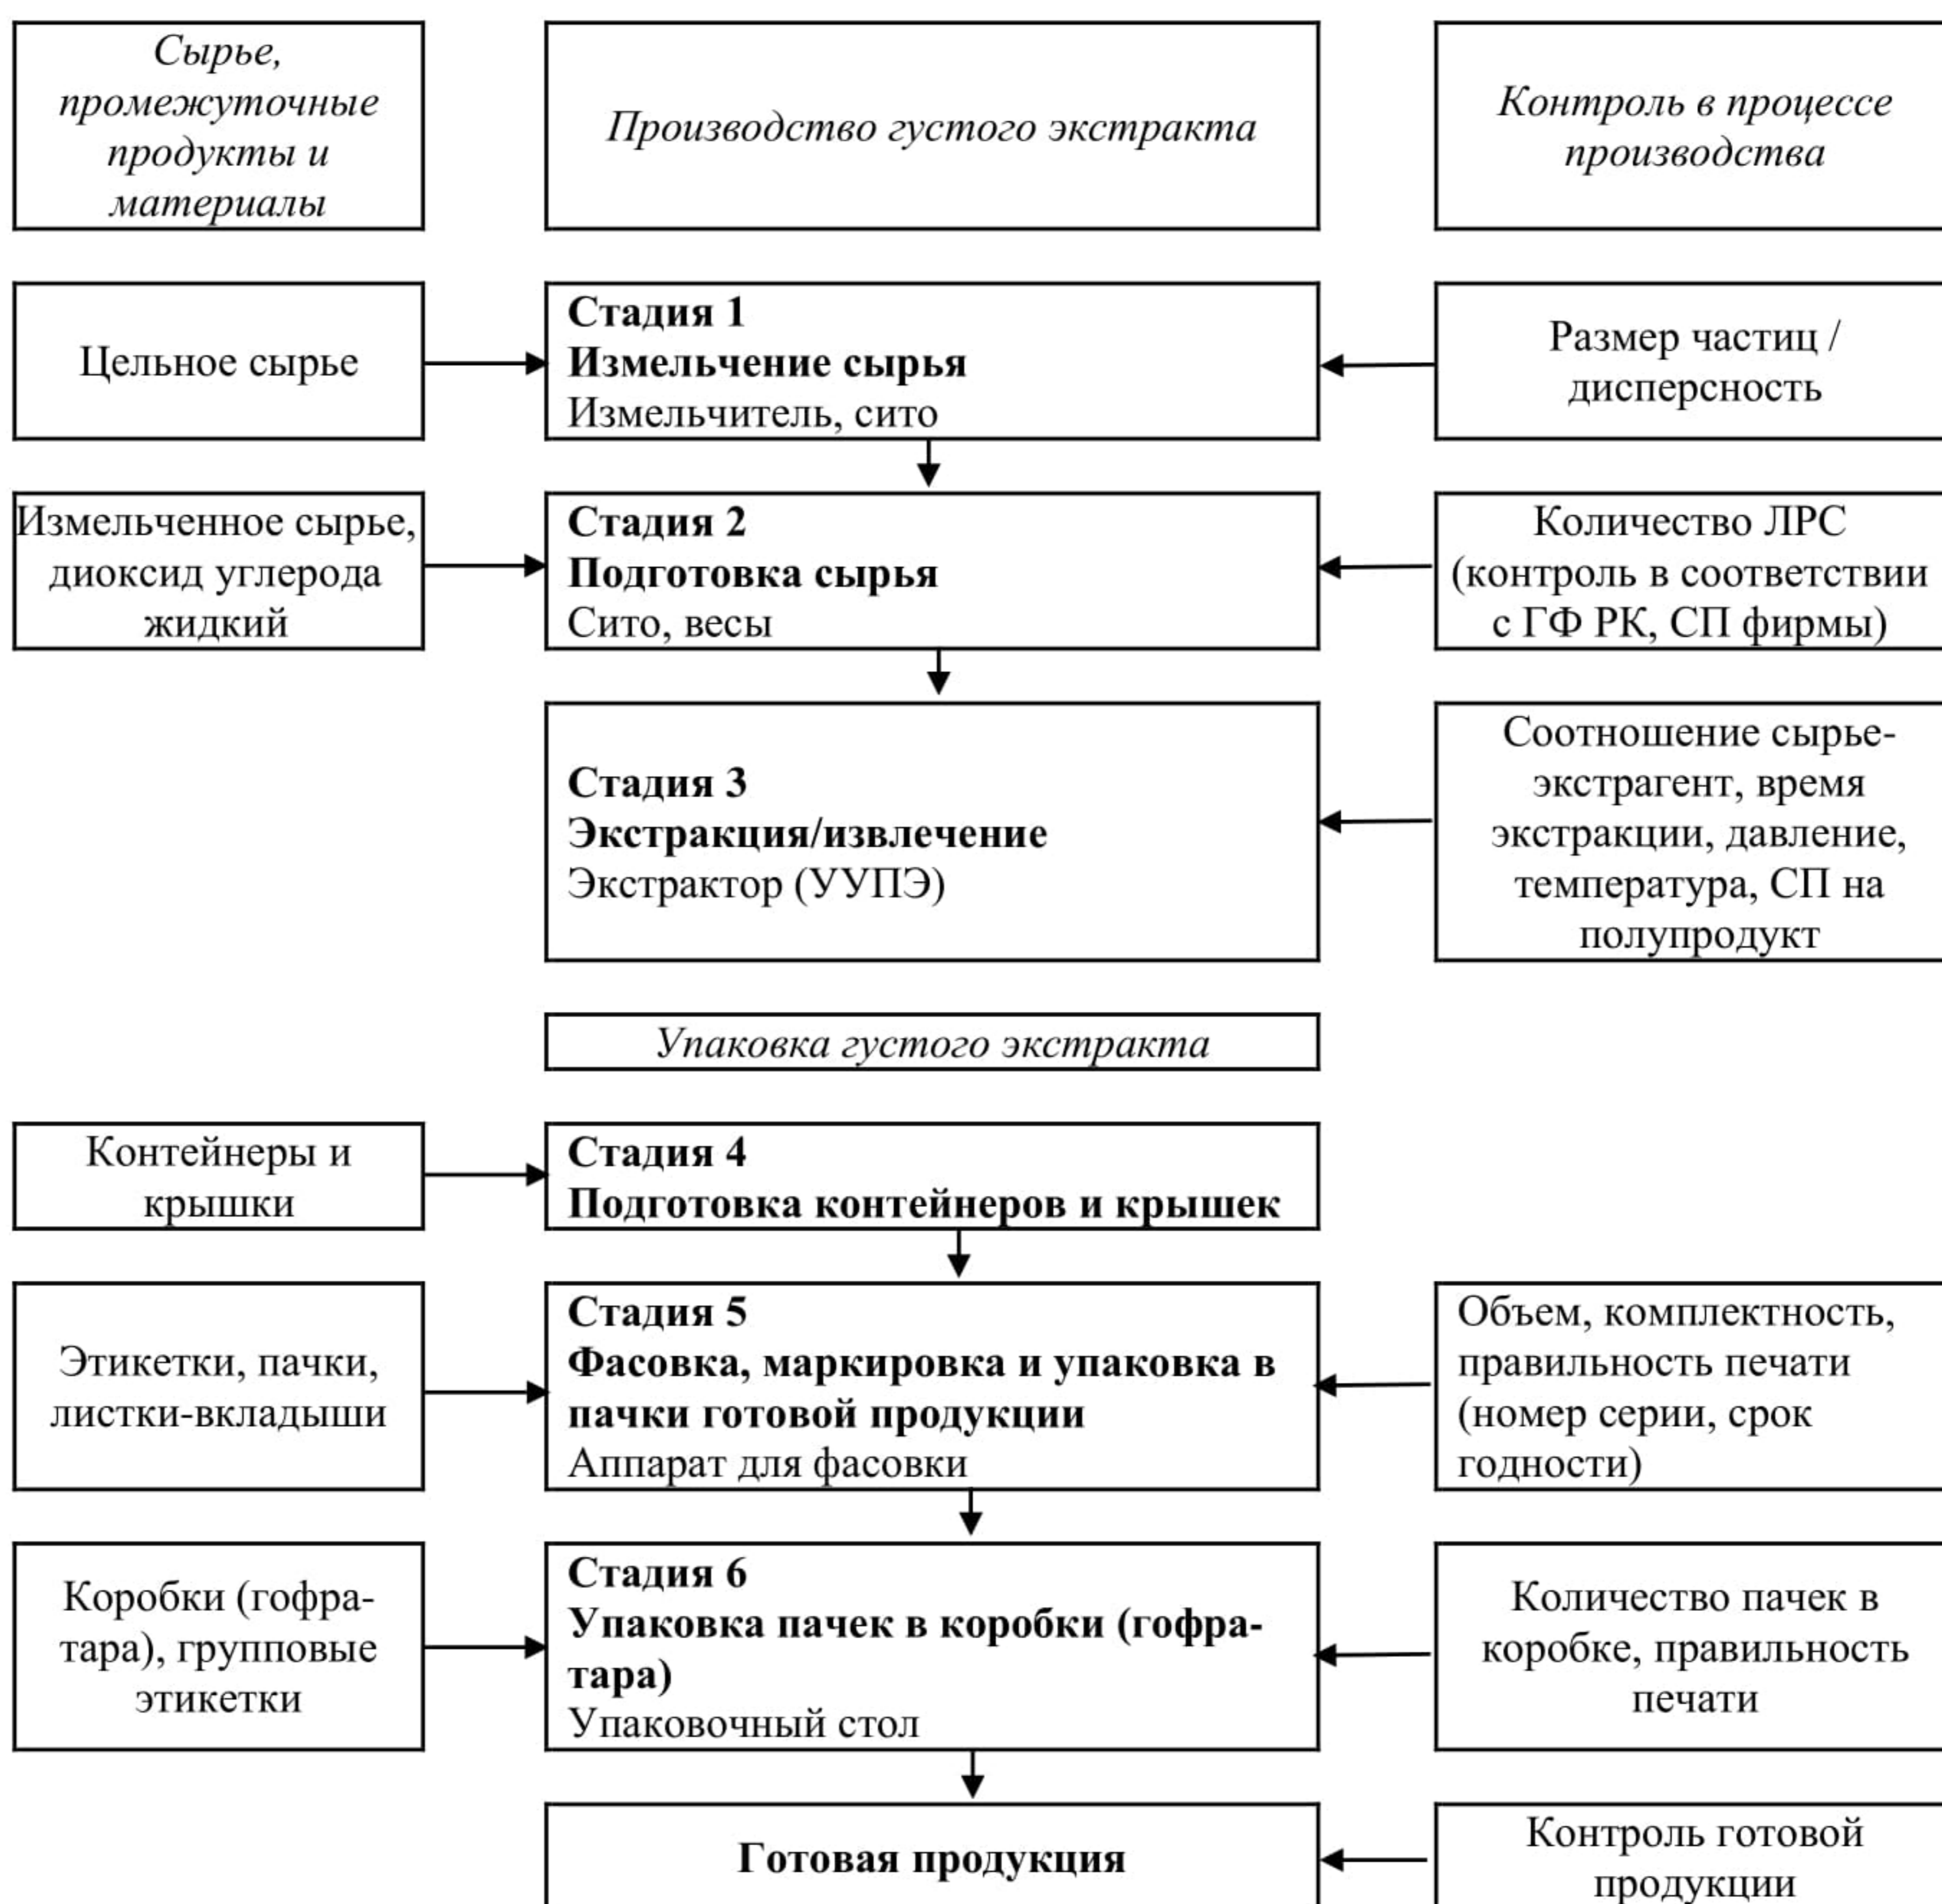 Сырье,
промежуточные
продукты и
материалы
Производство густого экстракта
Контроль в процессе
производства
Цельное сырье
Стадия 1
Измельчение сырья
Измельчитель, сито
Размер частиц /
дисперсность
Измельченное сырье,
диоксид углерода
жидкий
Стадия 2
Подготовка сырья
Сито, весы
Количество ЛРС
(контроль в соответствии
с ГФ РК, СП фирмы)
Стадия 3
Экстракция/извлечение
Экстрактор (УУПЭ)
Соотношение сырье-
экстрагент, время
экстракции, давление,
температура, СП на
полупродукт
Упаковка густого экстракта
Контейнеры и
крышки
Стадия 4
Подготовка контейнеров и крышек
Этикетки, пачки,
листки-вкладыши
Стадия 5
Фасовка, маркировка и упаковка в
пачки готовой продукции
Аппарат для фасовки
Объем, комплектность,
правильность печати
(номер серии, срок
годности)
Коробки (гофра-
тара), групповые
этикетки
Стадия 6
Упаковка пачек в коробки (гофра-
тара)
Упаковочный стол
Количество пачек в
коробке, правильность
печати
Готовая продукция
Контроль готовой
продукции